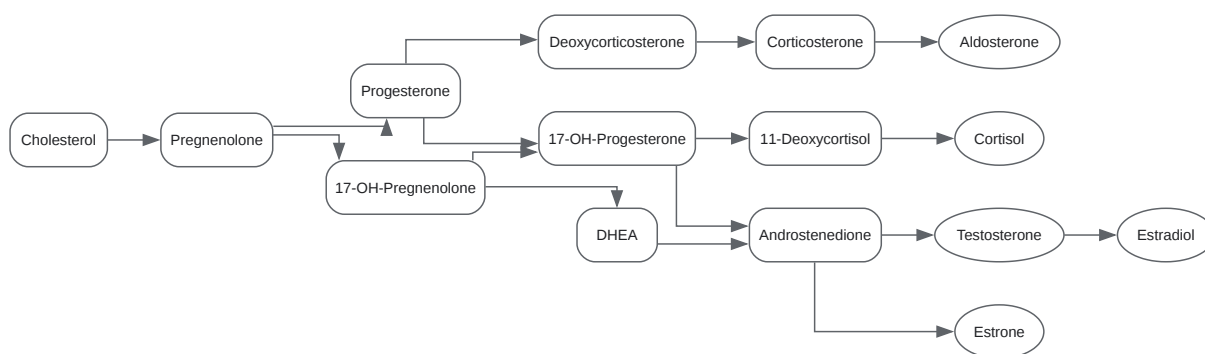 Deoxycorticosterone
Corticosterone
Aldosterone
Progesterone
Cholesterol
Pregnenolone
17-OH-Progesterone
11-Deoxycortisol
Cortisol
17-OH-Pregnenolone
DHEA
Androstenedione
Testosterone
Estradiol
Estrone